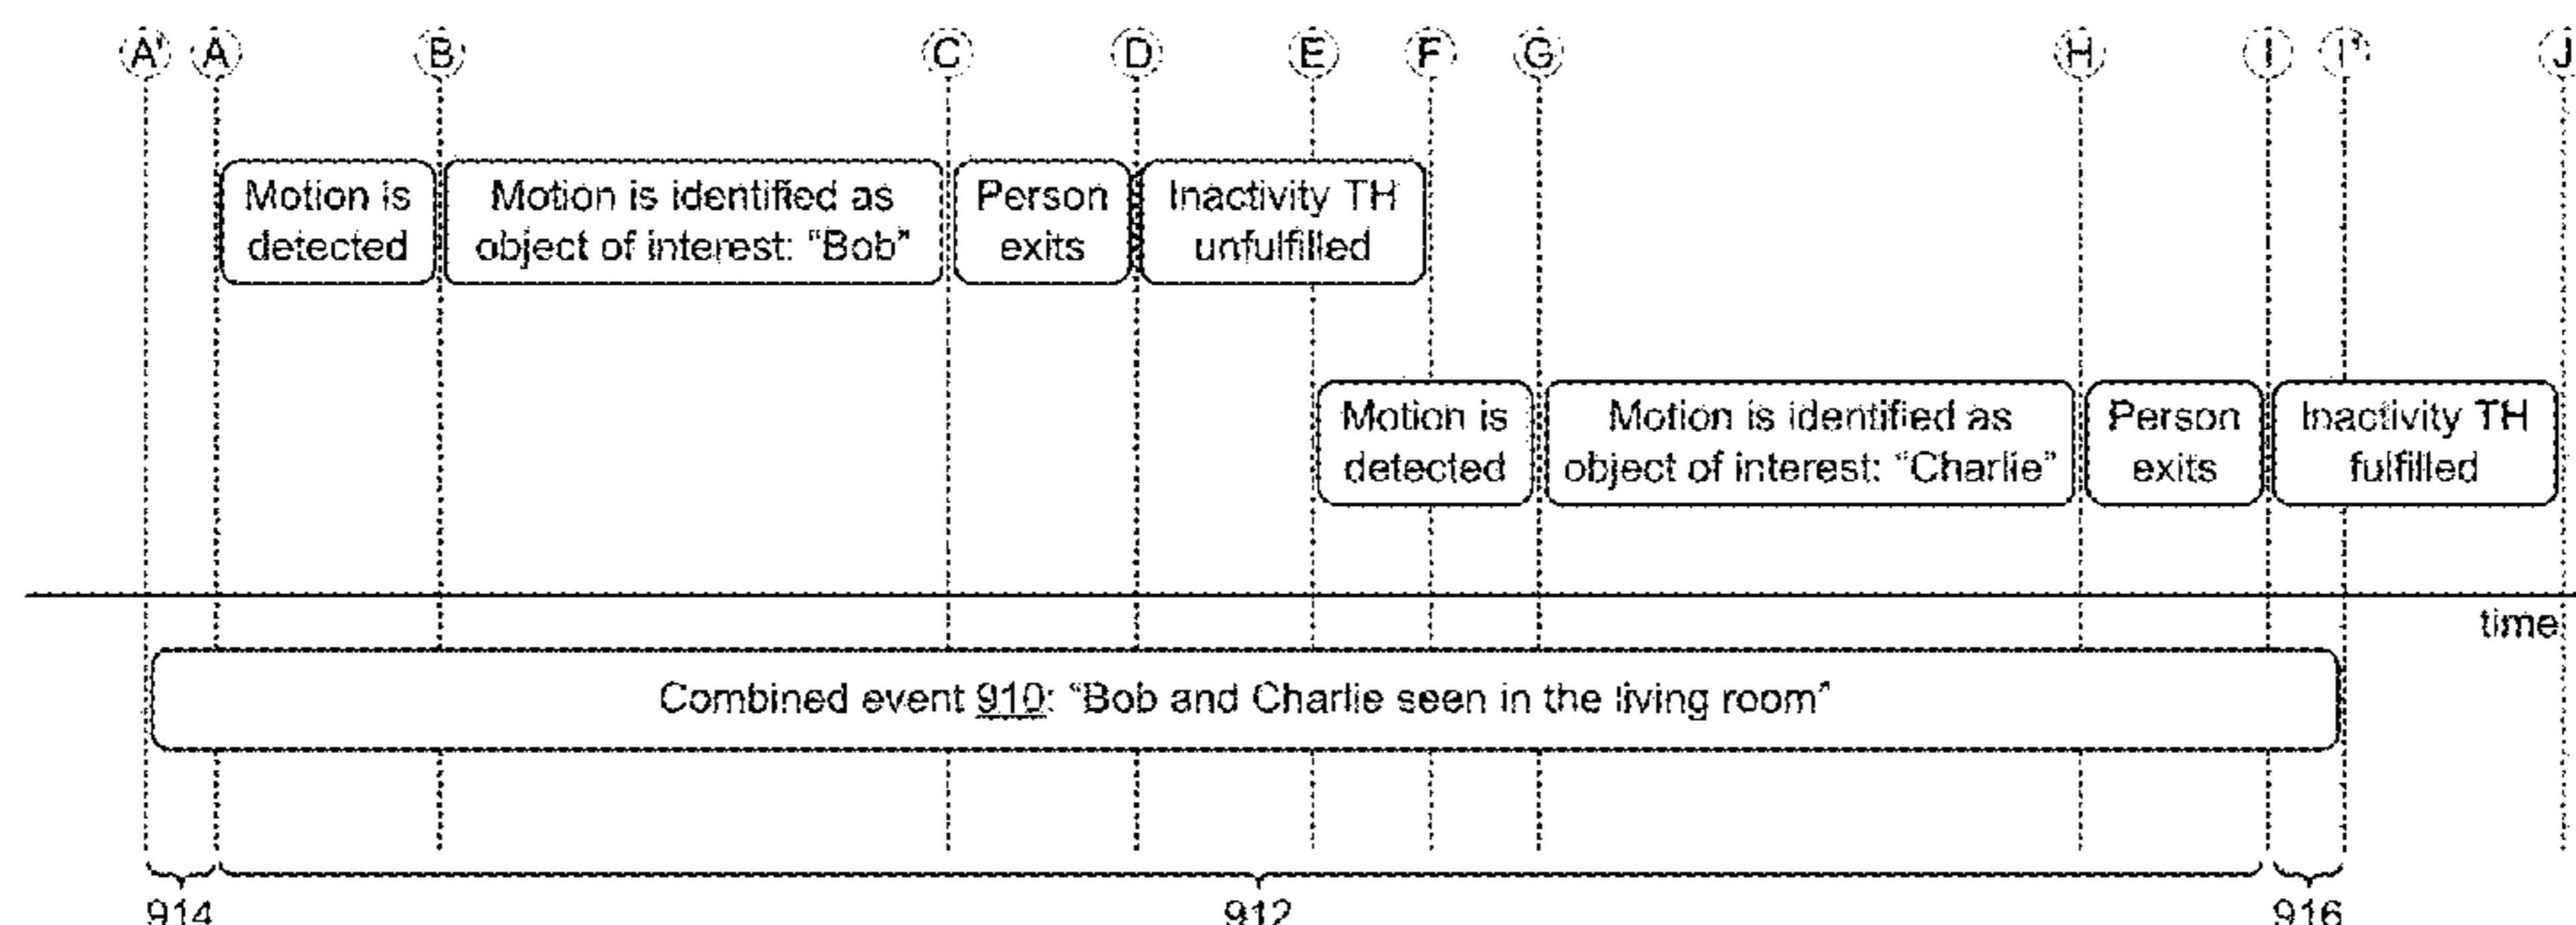 A' A B C D E F G H I I' J
Motion is
detected
Motion is identified as
object of interest: "Bob"
Person
exits
Inactivity TH
unfulfilled
Motion is
detected
Motion is identified as
object of interest: "Charlie"
Person
exits
Inactivity TH
fulfilled
time
Combined event 910: "Bob and Charlie seen in the living room"
914
912
916